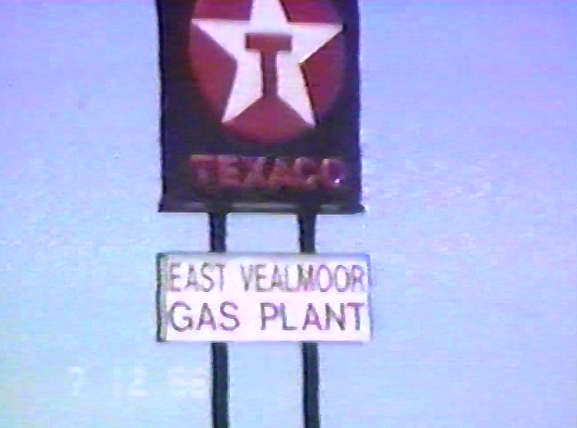 T
TEXACO
EAST VEALMOOR
GAS PLANT